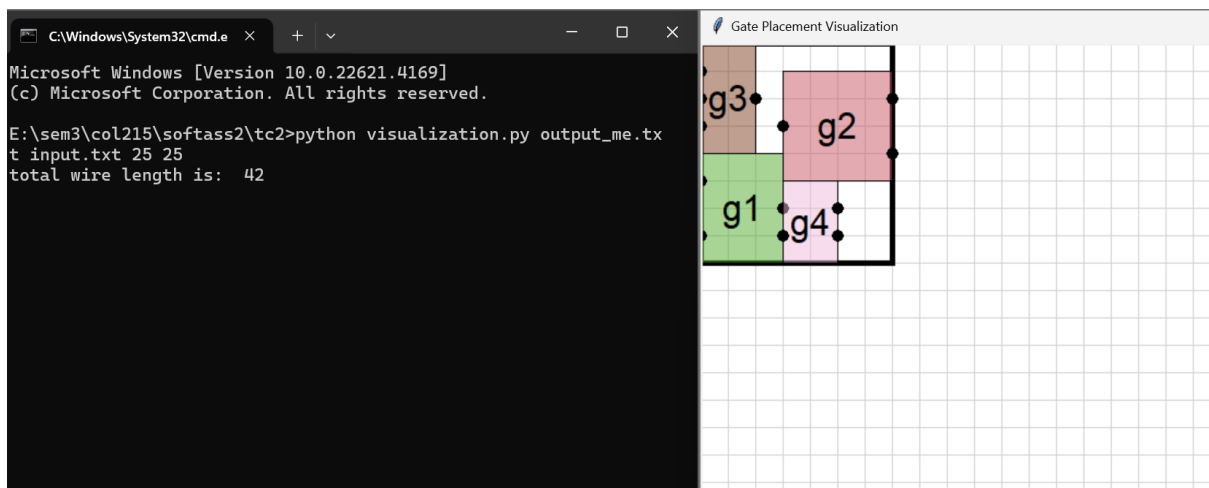 C:\Windows\System32\cmd.e
Microsoft Windows [Version 10.0.22621.4169]
(c) Microsoft Corporation. All rights reserved.
E:\sem3\col215\softass2\tc2>python visualization.py output_me.tx
t input.txt 25 25
total wire length is:  42
Gate Placement Visualization
g3
g2
g1
g4